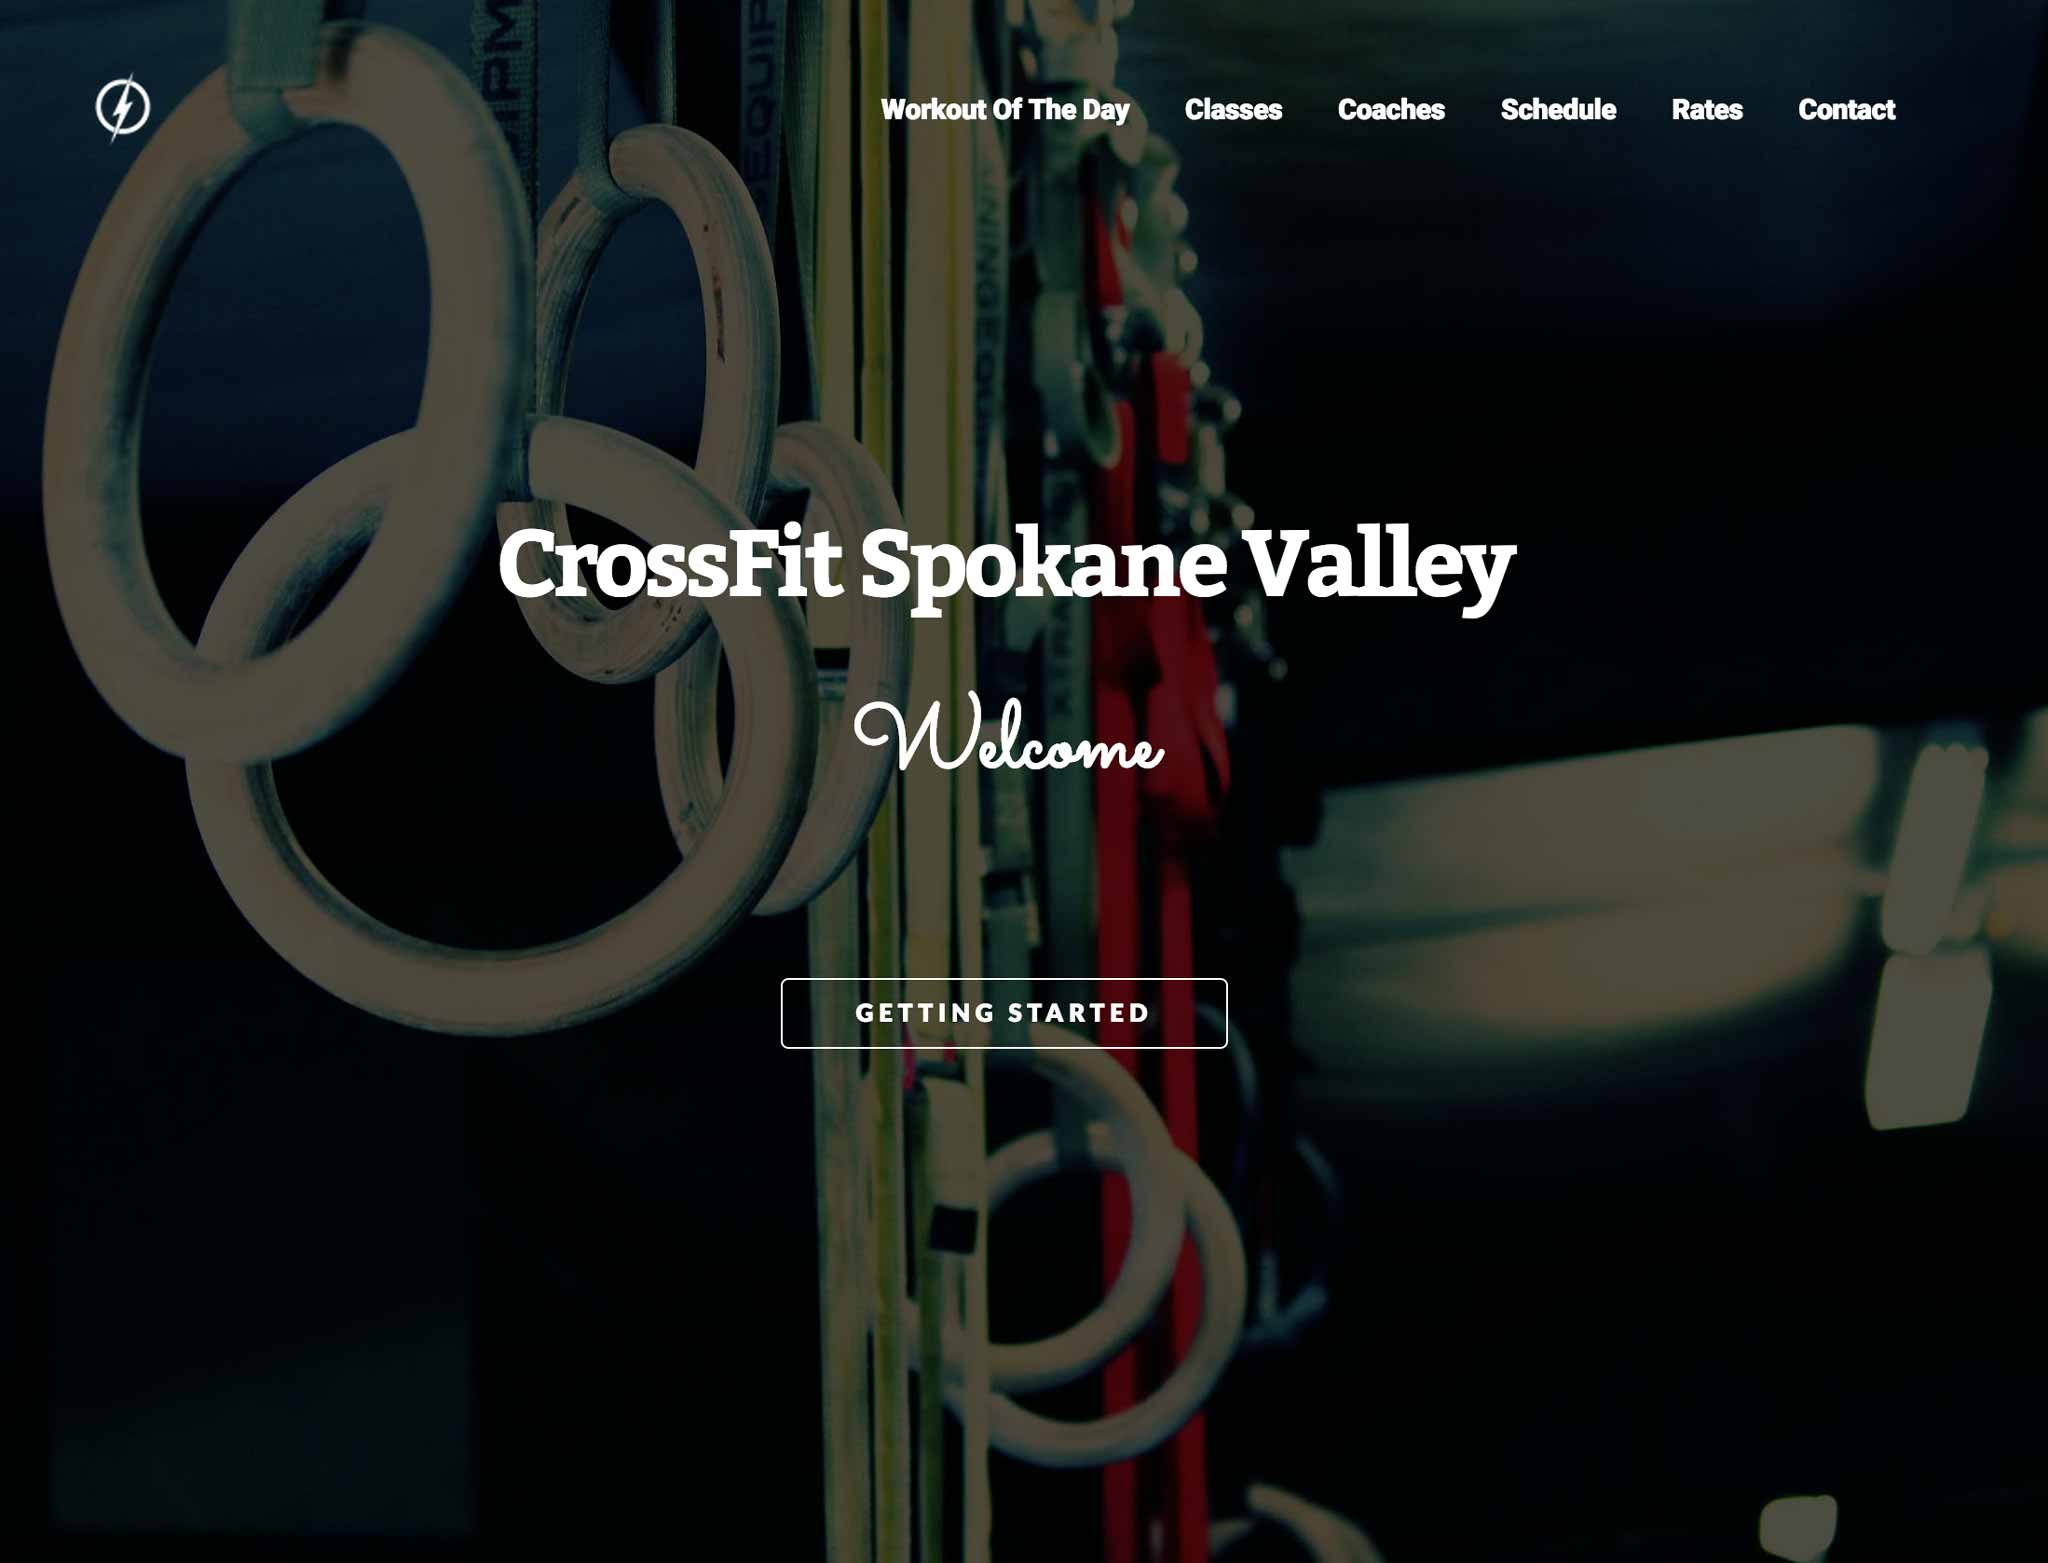 Workout Of The Day Classes Coaches Schedule Rates Contact
CrossFit Spokane Valley
Welcome
GETTING STARTED